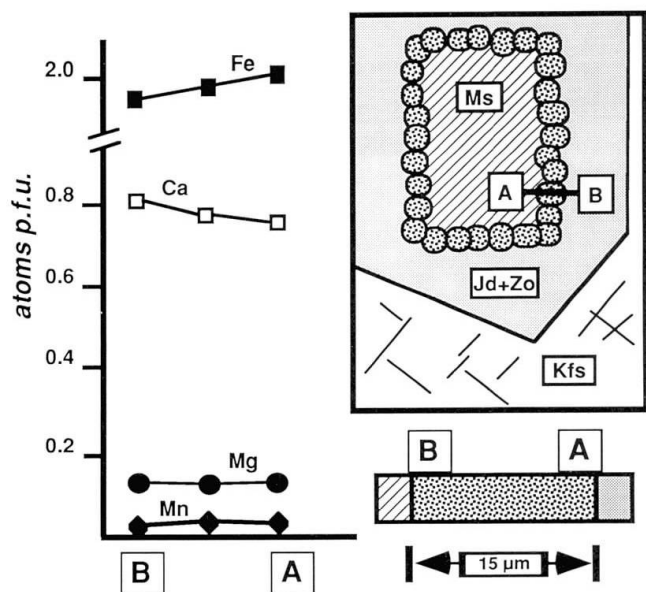 2.0
Fe
Ca
0.8
atoms p.f.u.
0.6
0.4
0.2
Mg
Mn
B
A
Ms
A
B
Jd+Zo
Kfs
B
A
15 µm